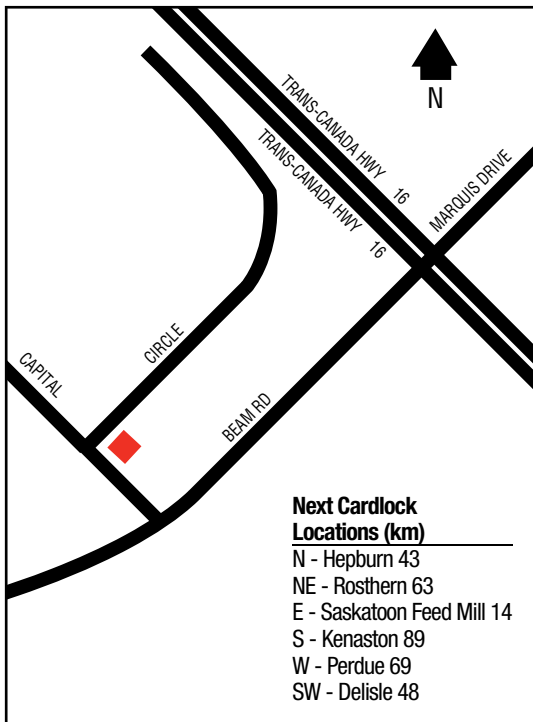 N
TRANS-CANADA HWY 16
TRANS-CANADA HWY 16
MARQUIS DRIVE
CIRCLE
CAPITAL
BEAM RD
Next Cardlock
Locations (km)
N - Hepburn 43
NE - Rosthern 63
E - Saskatoon Feed Mill 14
S - Kenaston 89
W - Perdue 69
SW - Delisle 48